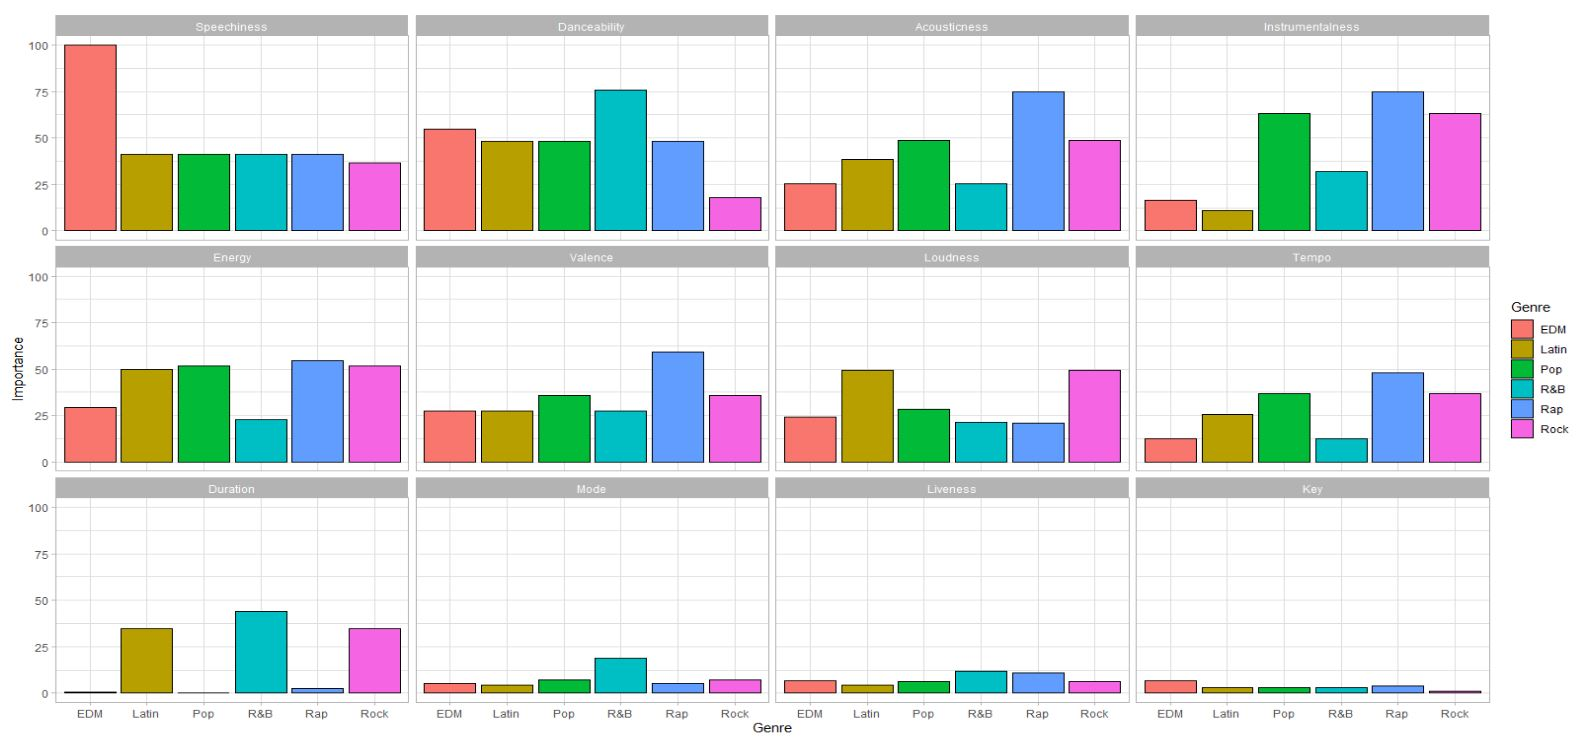 Speechiness Danceability Acousticness Instrumentalness
100
75
50
25
0
Energy Valence Loudness Tempo
100
75
50
25
0
Importance
Duration Mode Liveness Key
100
75
50
25
0
EDM Latin Pop R&B Rap Rock EDM Latin Pop R&B Rap Rock EDM Latin Pop R&B Rap Rock EDM Latin Pop R&B Rap Rock
Genre
Genre
EDM
Latin
Pop
R&B
Rap
Rock